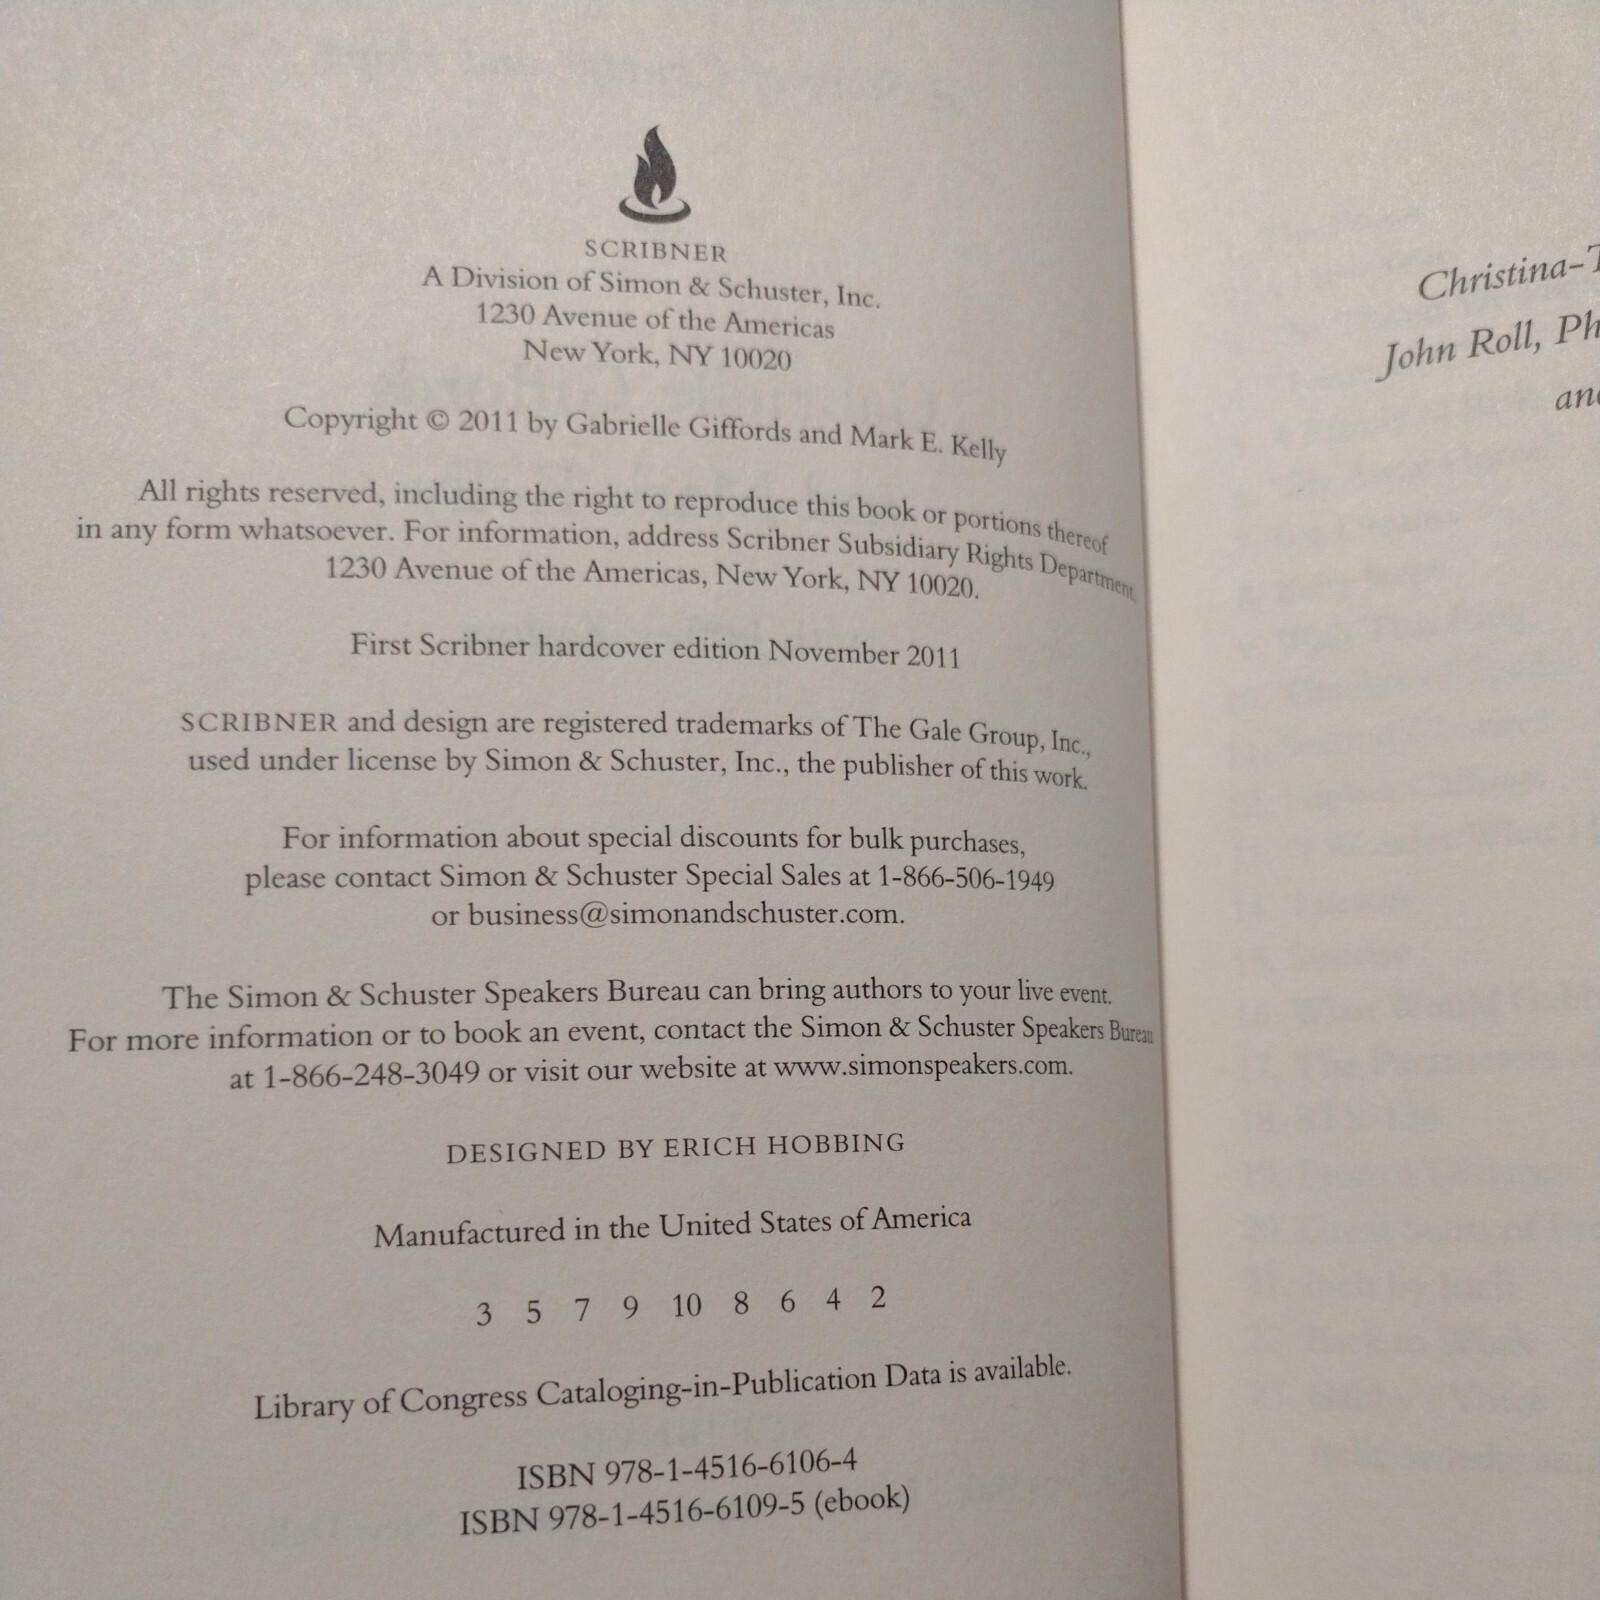 SCRIBNER
A Division of Simon & Schuster, Inc.
1230 Avenue of the Americas
New York, NY 10020
Copyright © 2011 by Gabrielle Giffords and Mark E. Kelly
All rights reserved, including the right to reproduce this book or portions thereof
in any form whatsoever. For information, address Scribner Subsidiary Rights Department,
1230 Avenue of the Americas, New York, NY 10020.
First Scribner hardcover edition November 2011
SCRIBNER and design are registered trademarks of The Gale Group, Inc.,
used under license by Simon & Schuster, Inc., the publisher of this work.
For information about special discounts for bulk purchases,
please contact Simon & Schuster Special Sales at 1-866-506-1949
or business@simonandschuster.com.
The Simon & Schuster Speakers Bureau can bring authors to your live event.
For more information or to book an event, contact the Simon & Schuster Speakers Bureau
at 1-866-248-3049 or visit our website at www.simonspeakers.com.
DESIGNED BY ERICH HOBBING
Manufactured in the United States of America
3 5 7 9 10 8 6 4 2
Library of Congress Cataloging-in-Publication Data is available.
ISBN 978-1-4516-6106-4
ISBN 978-1-4516-6109-5 (ebook)
Christina-T
John Roll, Ph
an